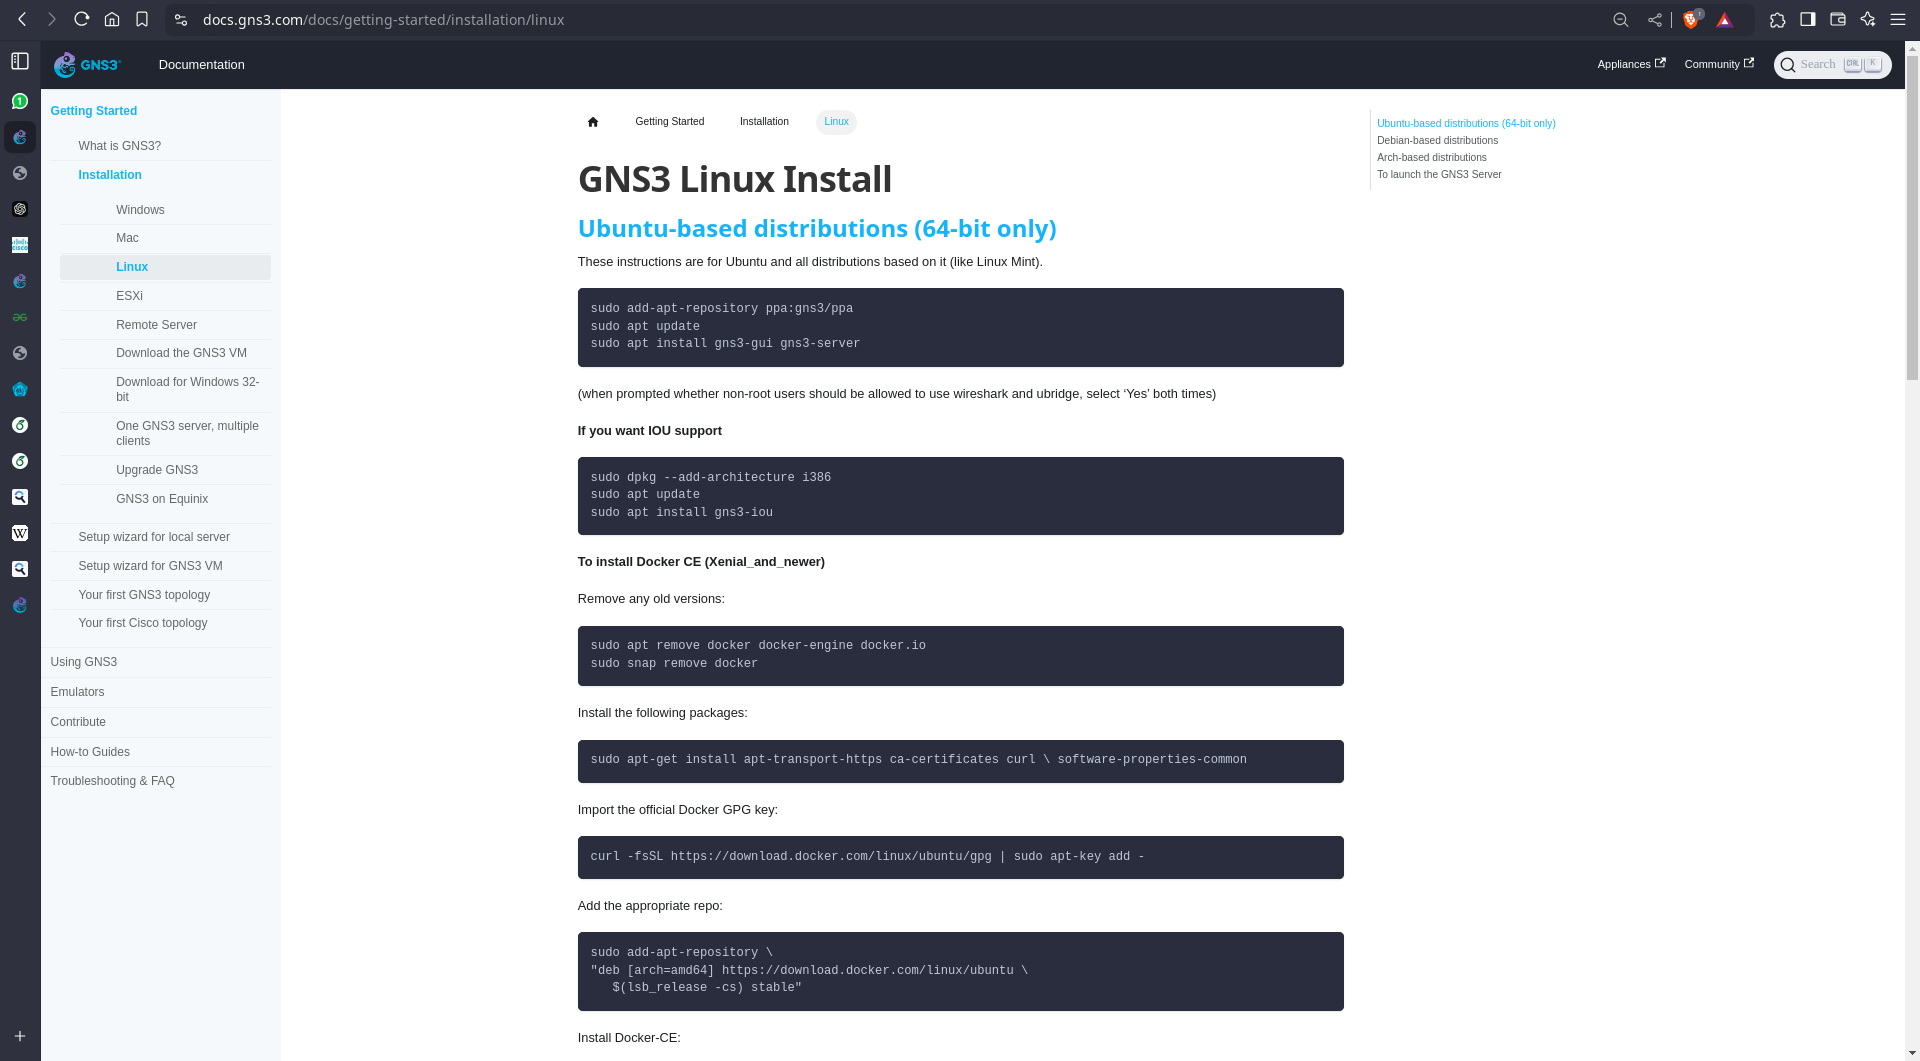 docs.gns3.com/docs/getting-started/installation/linux
GNS3
Documentation
Appliances
Community
Search
CTRL
K
Getting Started
What is GNS3?
Installation
Windows
Mac
Linux
ESXi
Remote Server
Download the GNS3 VM
Download for Windows 32-
bit
One GNS3 server, multiple
clients
Upgrade GNS3
GNS3 on Equinix
Setup wizard for local server
Setup wizard for GNS3 VM
Your first GNS3 topology
Your first Cisco topology
Using GNS3
Emulators
Contribute
How-to Guides
Troubleshooting & FAQ
Getting Started
Installation
Linux
GNS3 Linux Install
Ubuntu-based distributions (64-bit only)
These instructions are for Ubuntu and all distributions based on it (like Linux Mint).
sudo add-apt-repository ppa:gns3/ppa
sudo apt update
sudo apt install gns3-gui gns3-server
(when prompted whether non-root users should be allowed to use wireshark and ubridge, select ‘Yes’ both times)
If you want IOU support
sudo dpkg --add-architecture i386
sudo apt update
sudo apt install gns3-iou
To install Docker CE (Xenial_and_newer)
Remove any old versions:
sudo apt remove docker docker-engine docker.io
sudo snap remove docker
Install the following packages:
sudo apt-get install apt-transport-https ca-certificates curl \ software-properties-common
Import the official Docker GPG key:
curl -fsSL https://download.docker.com/linux/ubuntu/gpg | sudo apt-key add -
Add the appropriate repo:
sudo add-apt-repository \
"deb [arch=amd64] https://download.docker.com/linux/ubuntu \
$(lsb_release -cs) stable"
Install Docker-CE:
Ubuntu-based distributions (64-bit only)
Debian-based distributions
Arch-based distributions
To launch the GNS3 Server